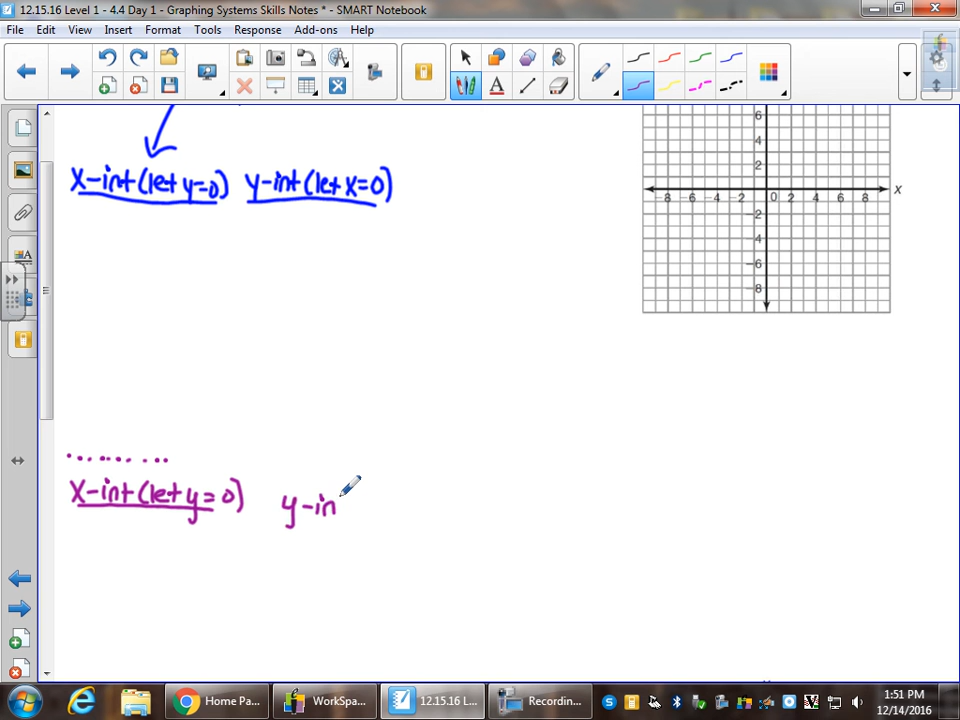 12.15.16 Level 1 - 4.4 Day 1 - Graphing Systems Skills Notes * - SMART Notebook
File Edit View Insert Format Tools Window Response Add-ons Help
x-int (let y=0) y-int (let x=0)
6
4
2
-8 -6 -4 -2 0 2 4 6 8 x
-2
-4
-6
-8
x-int (let y=0) y-in
Home Pa... WorkSpa... 12.15.16 L... Recordin...
1:51 PM
12/14/2016